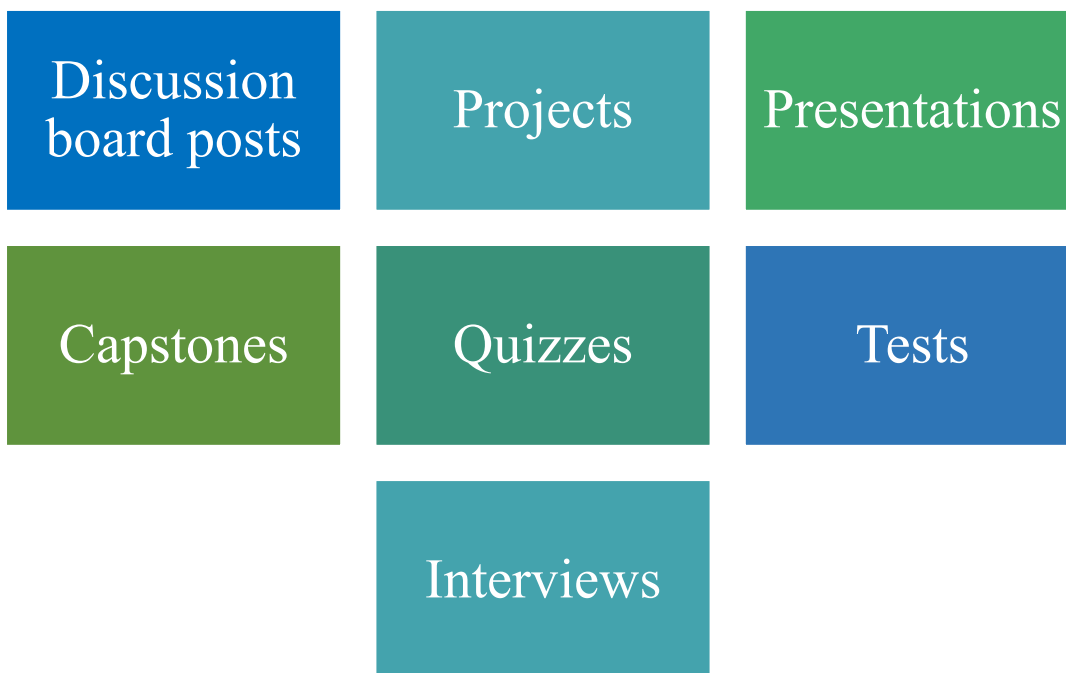 Discussion
board posts
Projects
Presentations
Capstones
Quizzes
Tests
Interviews